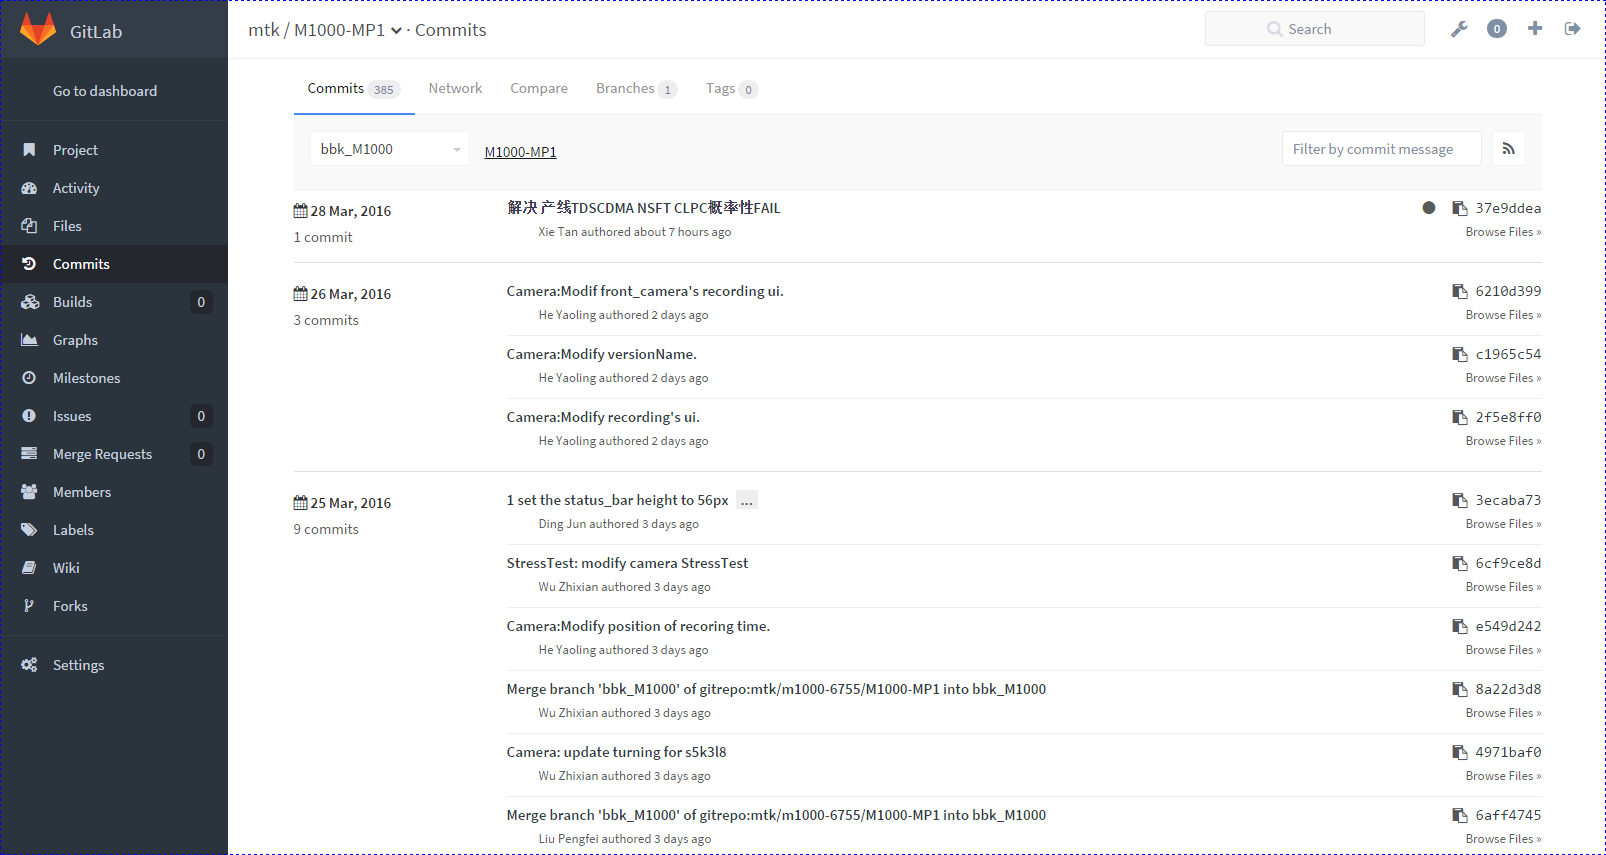 GitLab
mtk / M1000-MP1 · Commits
Search
0
Go to dashboard
Project
Activity
Files
Commits
Builds 0
Graphs
Milestones
Issues 0
Merge Requests 0
Members
Labels
Wiki
Forks
Settings
Commits 385 Network Compare Branches 1 Tags 0
bbk_M1000 M1000-MP1 Filter by commit message
28 Mar, 2016
1 commit
解决产线TDSCDMA NSFT CLPC概率性FAIL 37e9ddea
Xie Tan authored about 7 hours ago Browse Files »
26 Mar, 2016
3 commits
Camera:Modif front_camera's recording ui. 6210d399
He Yaoling authored 2 days ago Browse Files »
Camera:Modify versionName. c1965c54
He Yaoling authored 2 days ago Browse Files »
Camera:Modify recording's ui. 2f5e8ff0
He Yaoling authored 2 days ago Browse Files »
25 Mar, 2016
9 commits
1 set the status_bar height to 56px ... 3ecaba73
Ding Jun authored 3 days ago Browse Files »
StressTest: modify camera StressTest 6cf9ce8d
Wu Zhixian authored 3 days ago Browse Files »
Camera:Modify position of recoring time. e549d242
He Yaoling authored 3 days ago Browse Files »
Merge branch 'bbk_M1000' of gitrepo:mtk/m1000-6755/M1000-MP1 into bbk_M1000 8a22d3d8
Wu Zhixian authored 3 days ago Browse Files »
Camera: update turning for s5k3l8 4971baf0
Wu Zhixian authored 3 days ago Browse Files »
Merge branch 'bbk_M1000' of gitrepo:mtk/m1000-6755/M1000-MP1 into bbk_M1000 6aff4745
Liu Pengfei authored 3 days ago Browse Files »